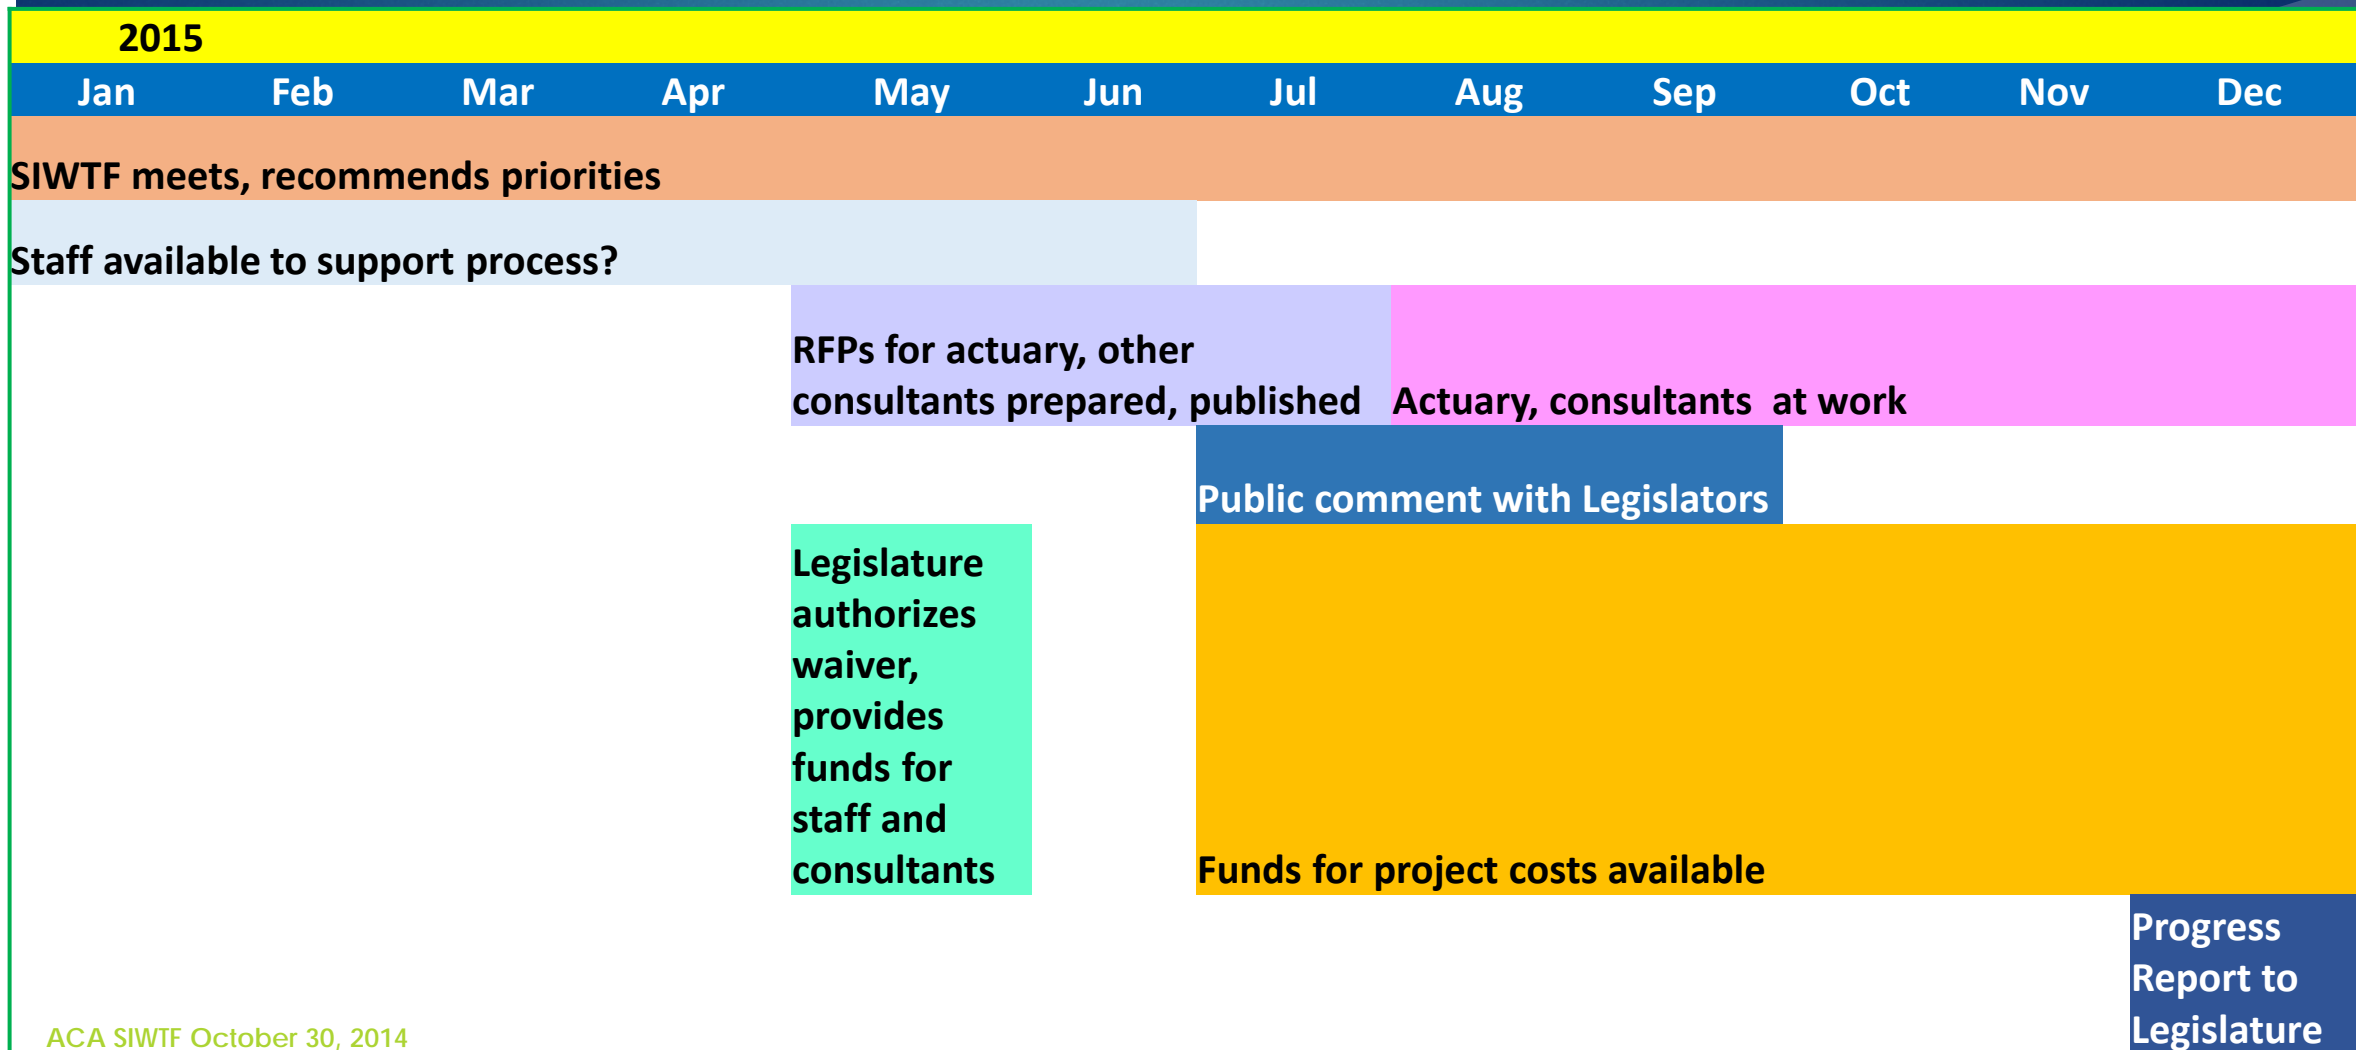 2015
Jan Feb Mar Apr May Jun Jul Aug Sep Oct Nov Dec
SIWTF meets, recommends priorities
Staff available to support process?
RFPs for actuary, other
consultants prepared, published
Actuary, consultants at work
Public comment with Legislators
Legislature
authorizes
waiver,
provides
funds for
staff and
consultants
Funds for project costs available
Progress
Report to
Legislature
ACA SIWTF October 30, 2014